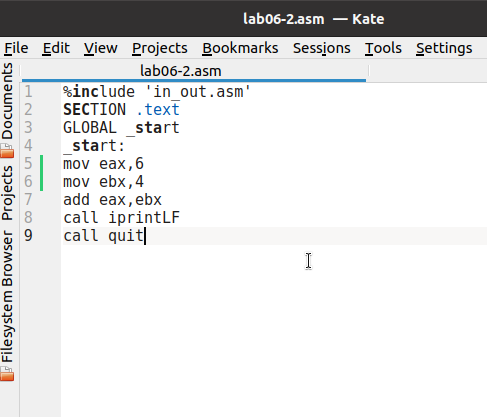 lab06-2.asm — Kate
File Edit View Projects Bookmarks Sessions Tools Settings
lab06-2.asm
Documents
Projects
Filesystem Browser
1 %include 'in_out.asm'
2 SECTION .text
3 GLOBAL _start
4 _start:
5 mov eax,6
6 mov ebx,4
7 add eax,ebx
8 call iprintLF
9 call quit